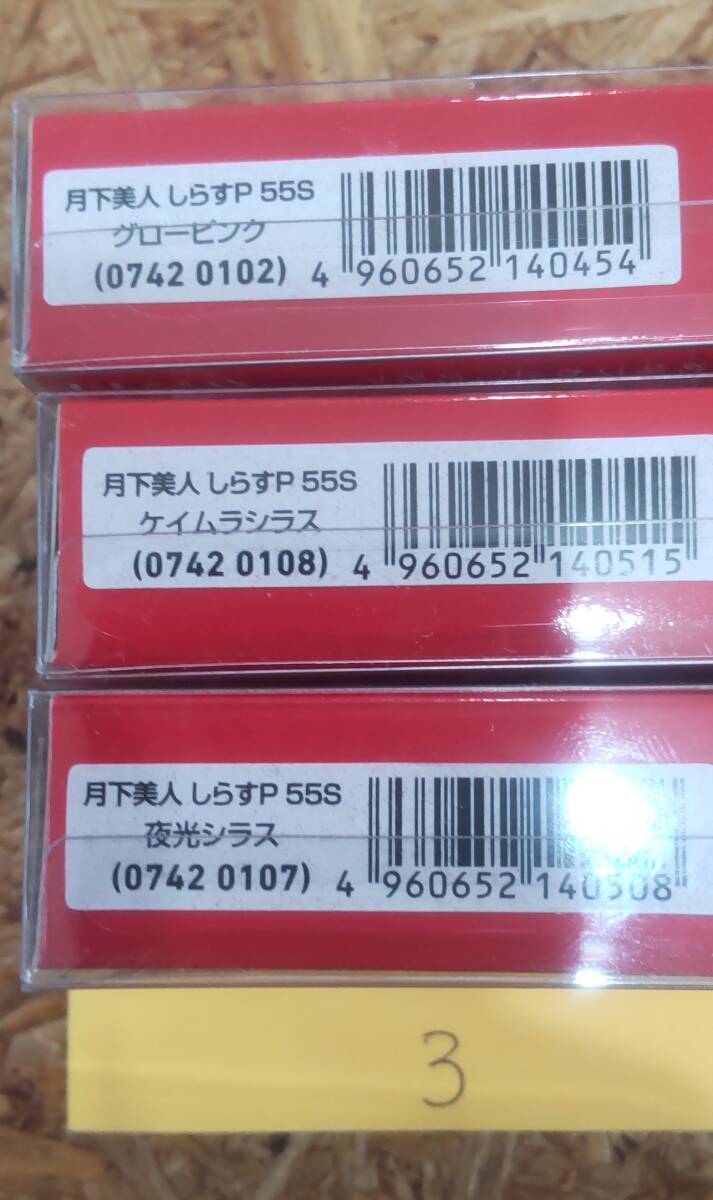 月下美人 しらすP 55S
グローピンク
(0742 0102) 4 960652 140454
月下美人 しらすP 55S
ケイムラシラス
(0742 0108) 4 960652 140515
月下美人 しらすP 55S
夜光シラス
(0742 0107) 4 960652 140508
3